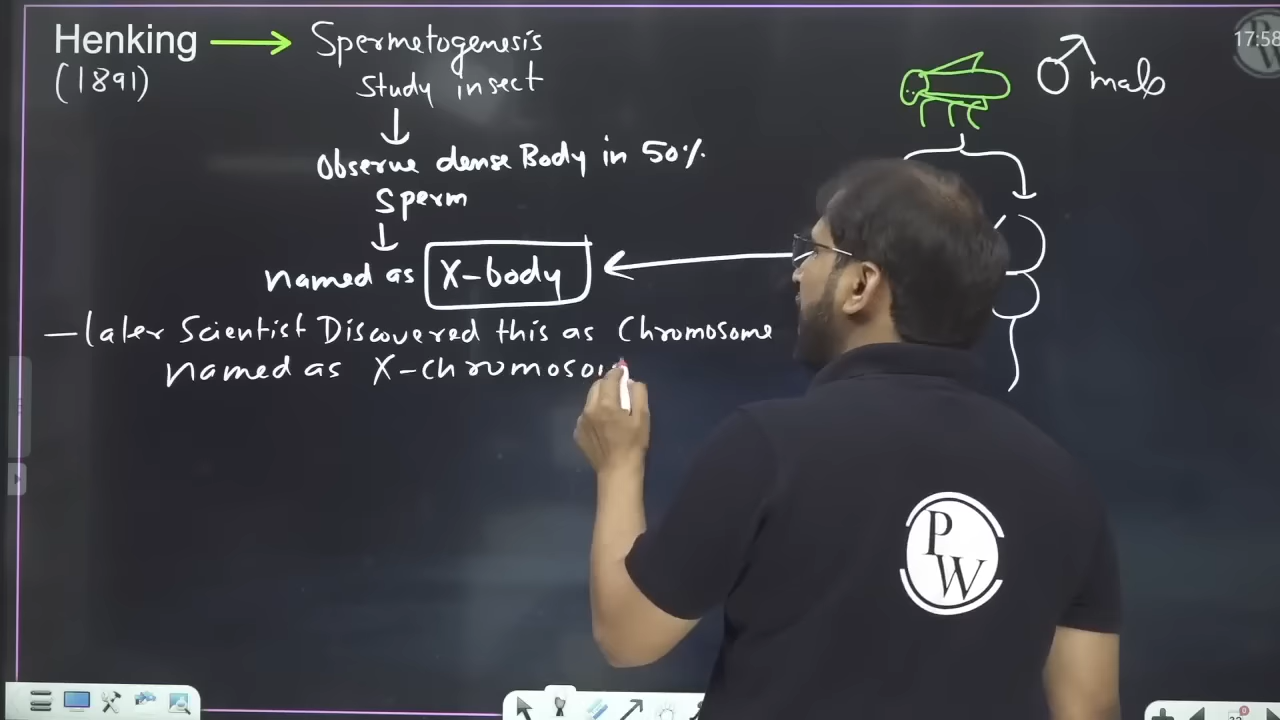 Henking → Spermetogenesis
(1891)
Study insect
↓
Observe dense Body in 50%
Sperm
↓
named as X-body
- later Scientist Discovered this as Chromosome
named as
♂ male
17:58
P
W